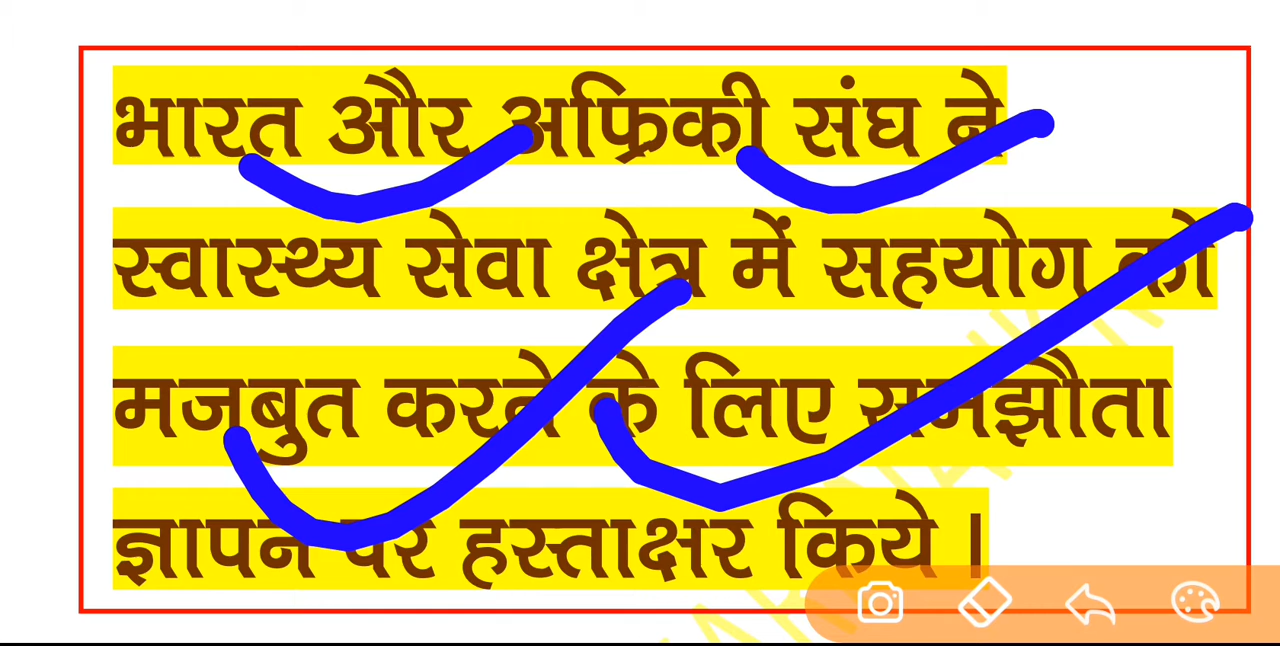 भारत और अफ्रिकी संघ ने
स्वास्थ्य सेवा क्षेत्र में सहयोग को
मजबुत करने के लिए समझौता
ज्ञापन पर हस्ताक्षर किये ।